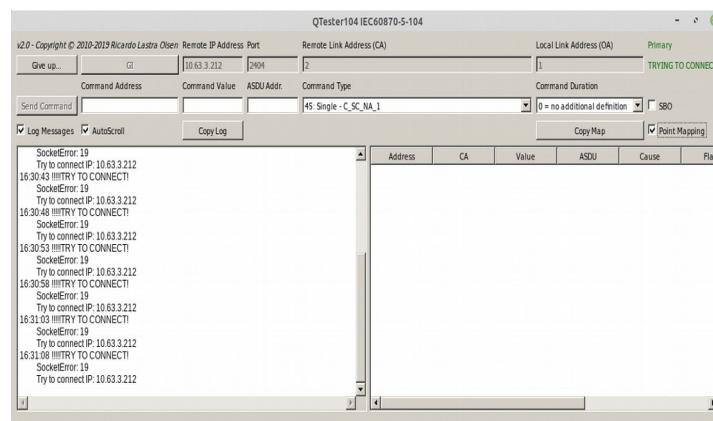 QTester104 IEC60870-5-104
v2.0 - Copyright © 2010-2019 Ricardo Lastra Olsen Remote IP Address Port Remote Link Address (CA) Local Link Address (OA) Primary
Give up... GI 10.63.3.212 2404 2 1 TRYING TO CONNEC
Command Address Command Value ASDU Addr. Command Type Command Duration
Send Command 45: Single - C_SC_NA_1 0 = no additional definition SBO
Log Messages AutoScroll Copy Log Copy Map Point Mapping
Address CA Value ASDU Cause Fla
SocketError: 19
Try to connect IP: 10.63.3.212
16:30:43 !!!!!TRY TO CONNECT!
SocketError: 19
Try to connect IP: 10.63.3.212
16:30:48 !!!!!TRY TO CONNECT!
SocketError: 19
Try to connect IP: 10.63.3.212
16:30:53 !!!!!TRY TO CONNECT!
SocketError: 19
Try to connect IP: 10.63.3.212
16:30:58 !!!!!TRY TO CONNECT!
SocketError: 19
Try to connect IP: 10.63.3.212
16:31:03 !!!!!TRY TO CONNECT!
SocketError: 19
Try to connect IP: 10.63.3.212
16:31:08 !!!!!TRY TO CONNECT!
SocketError: 19
Try to connect IP: 10.63.3.212